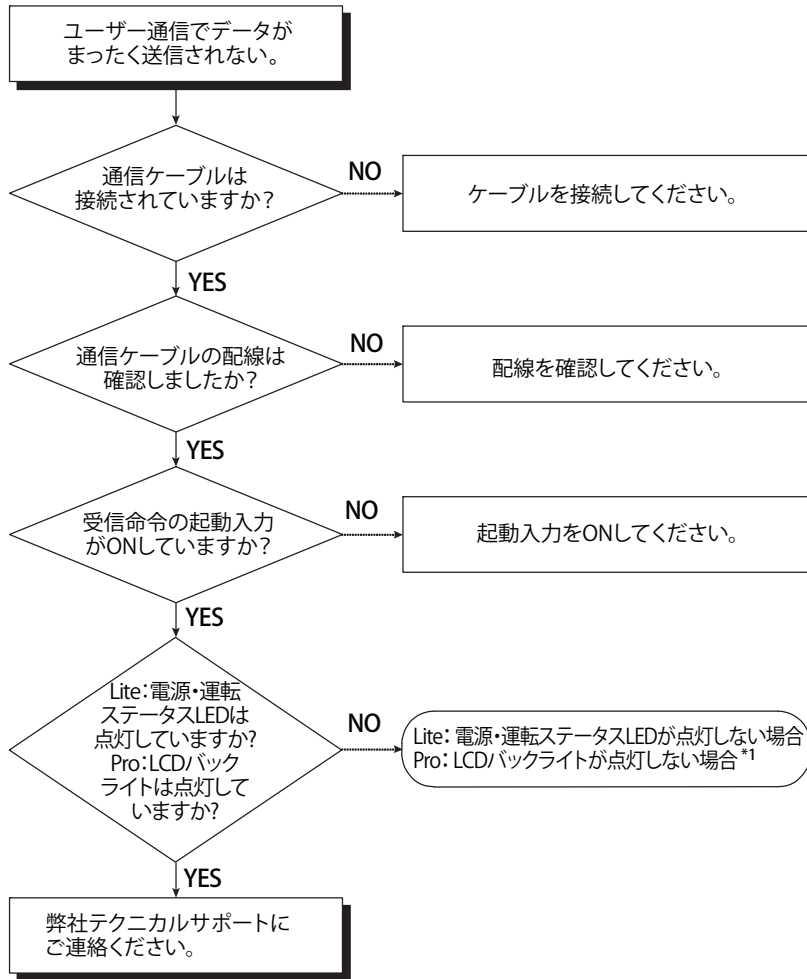 ユーザー通信でデータが
まったく送信されない。
通信ケーブルは
接続されていますか？
NO
ケーブルを接続してください。
YES
通信ケーブルの配線は
確認しましたか？
NO
配線を確認してください。
YES
受信命令の起動入力
がONしていますか？
NO
起動入力をONしてください。
YES
Lite：電源・運転
ステータスLEDは
点灯していますか?
Pro：LCDバック
ライトは点灯して
いますか?
NO
Lite： 電源・運転ステータスLEDが点灯しない場合
Pro： LCDバックライトが点灯しない場合 *1
YES
弊社テクニカルサポートに
ご連絡ください。